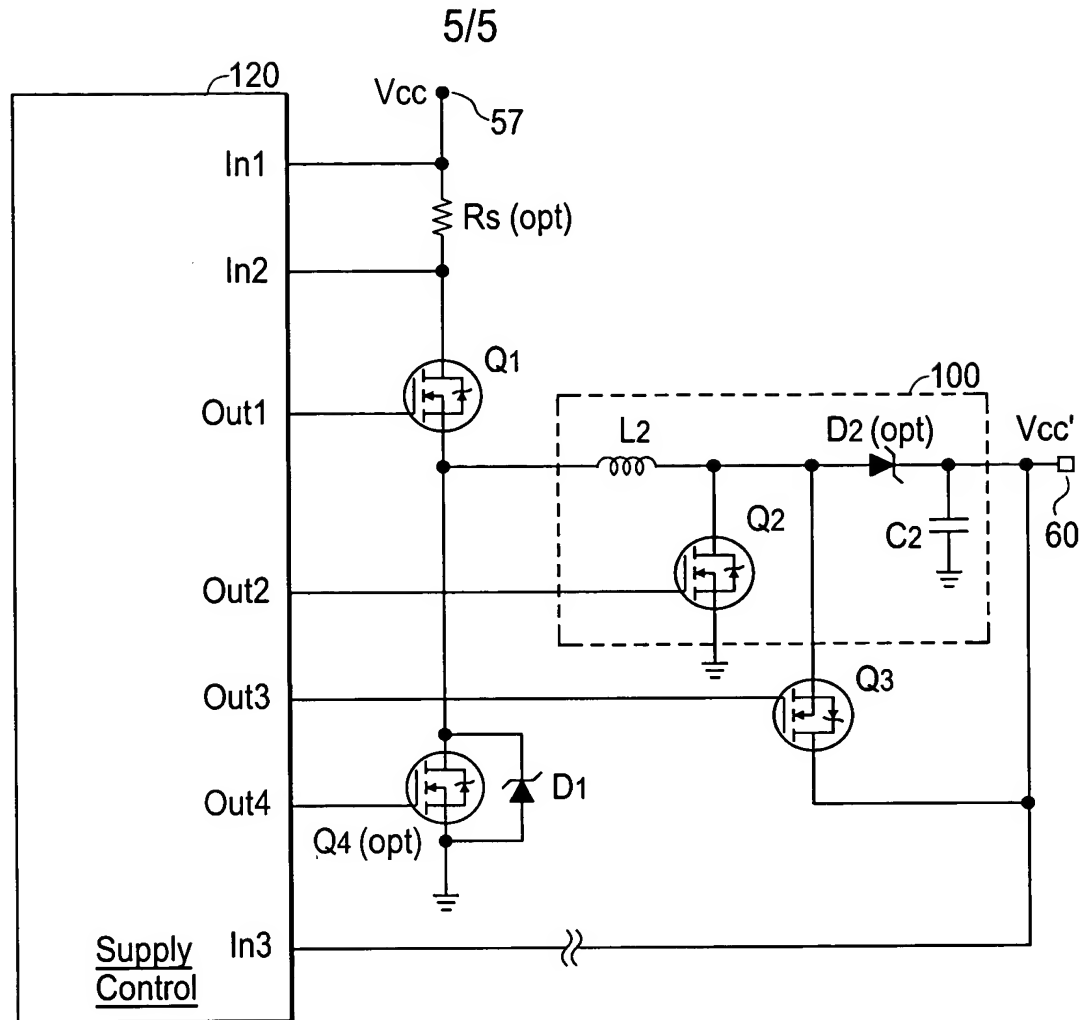 5/5
120
Vcc
57
In1
Rs (opt)
In2
Q1
100
Out1
L2
D2 (opt)
Vcc'
Q2
C2
60
Out2
Q3
Out3
D1
Out4
Q4 (opt)
In3
Supply
Control